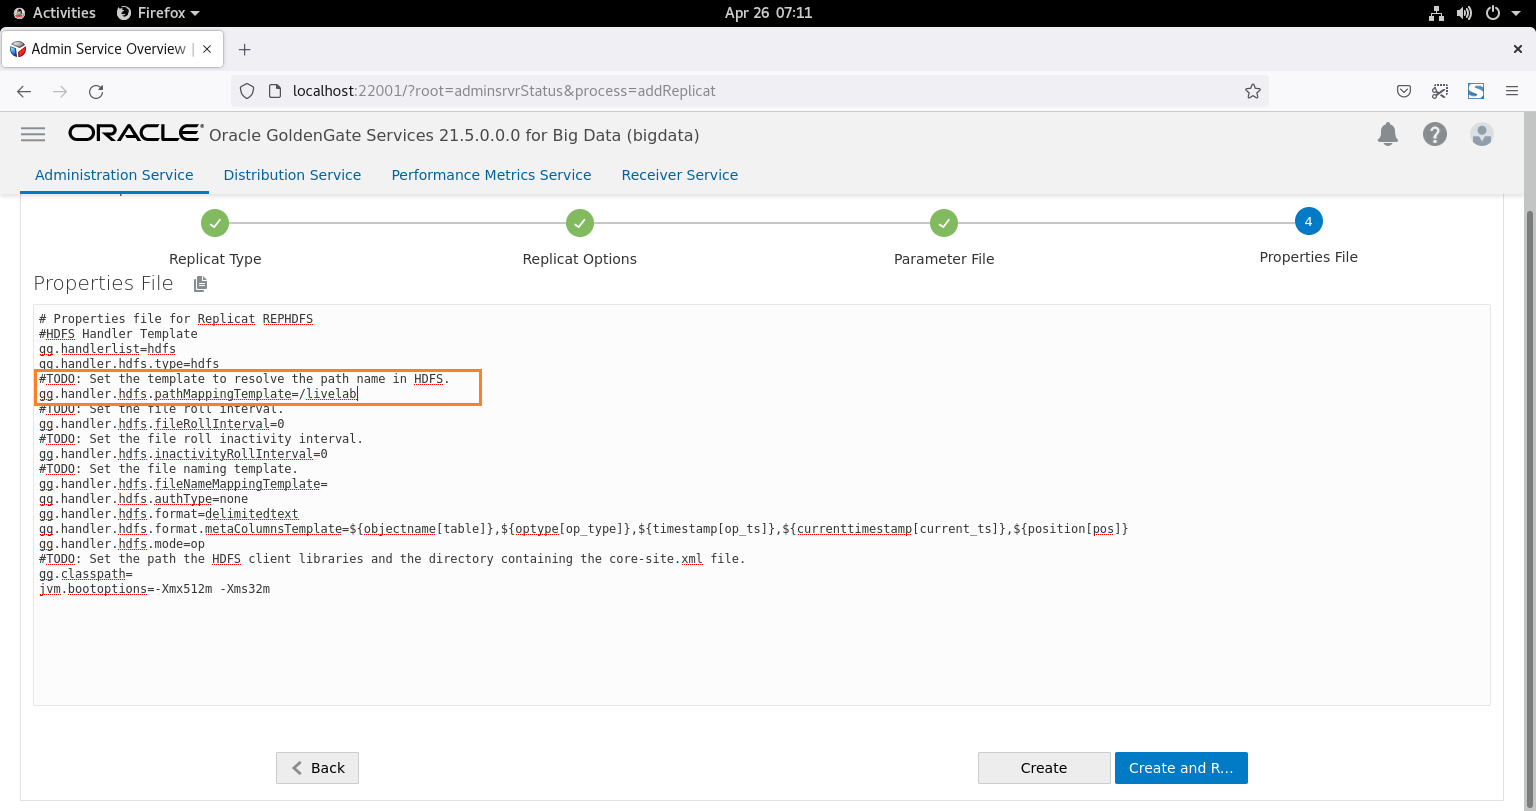 Activities Firefox Apr 26 07:11
Admin Service Overview
localhost:22001/?root=adminsrvrStatus&process=addReplicat
ORACLE Oracle GoldenGate Services 21.5.0.0.0 for Big Data (bigdata)
Administration Service Distribution Service Performance Metrics Service Receiver Service
4
Replicat Type Replicat Options Parameter File Properties File
Properties File
# Properties file for Replicat REPHDFS
#HDFS Handler Template
gg.handlerlist=hdfs
gg.handler.hdfs.type=hdfs
#TODO: Set the template to resolve the path name in HDFS.
gg.handler.hdfs.pathMappingTemplate=/livelab
#TODO: Set the file roll interval.
gg.handler.hdfs.fileRollInterval=0
#TODO: Set the file roll inactivity interval.
gg.handler.hdfs.inactivityRollInterval=0
#TODO: Set the file naming template.
gg.handler.hdfs.fileNameMappingTemplate=
gg.handler.hdfs.authType=none
gg.handler.hdfs.format=delimitedtext
gg.handler.hdfs.format.metaColumnsTemplate=${objectname[table]},${optype[op_type]},${timestamp[op_ts]},${currenttimestamp[current_ts]},${position[pos]}
gg.handler.hdfs.mode=op
#TODO: Set the path the HDFS client libraries and the directory containing the core-site.xml file.
gg.classpath=
jvm.bootoptions=-Xmx512m -Xms32m
Back Create Create and R...